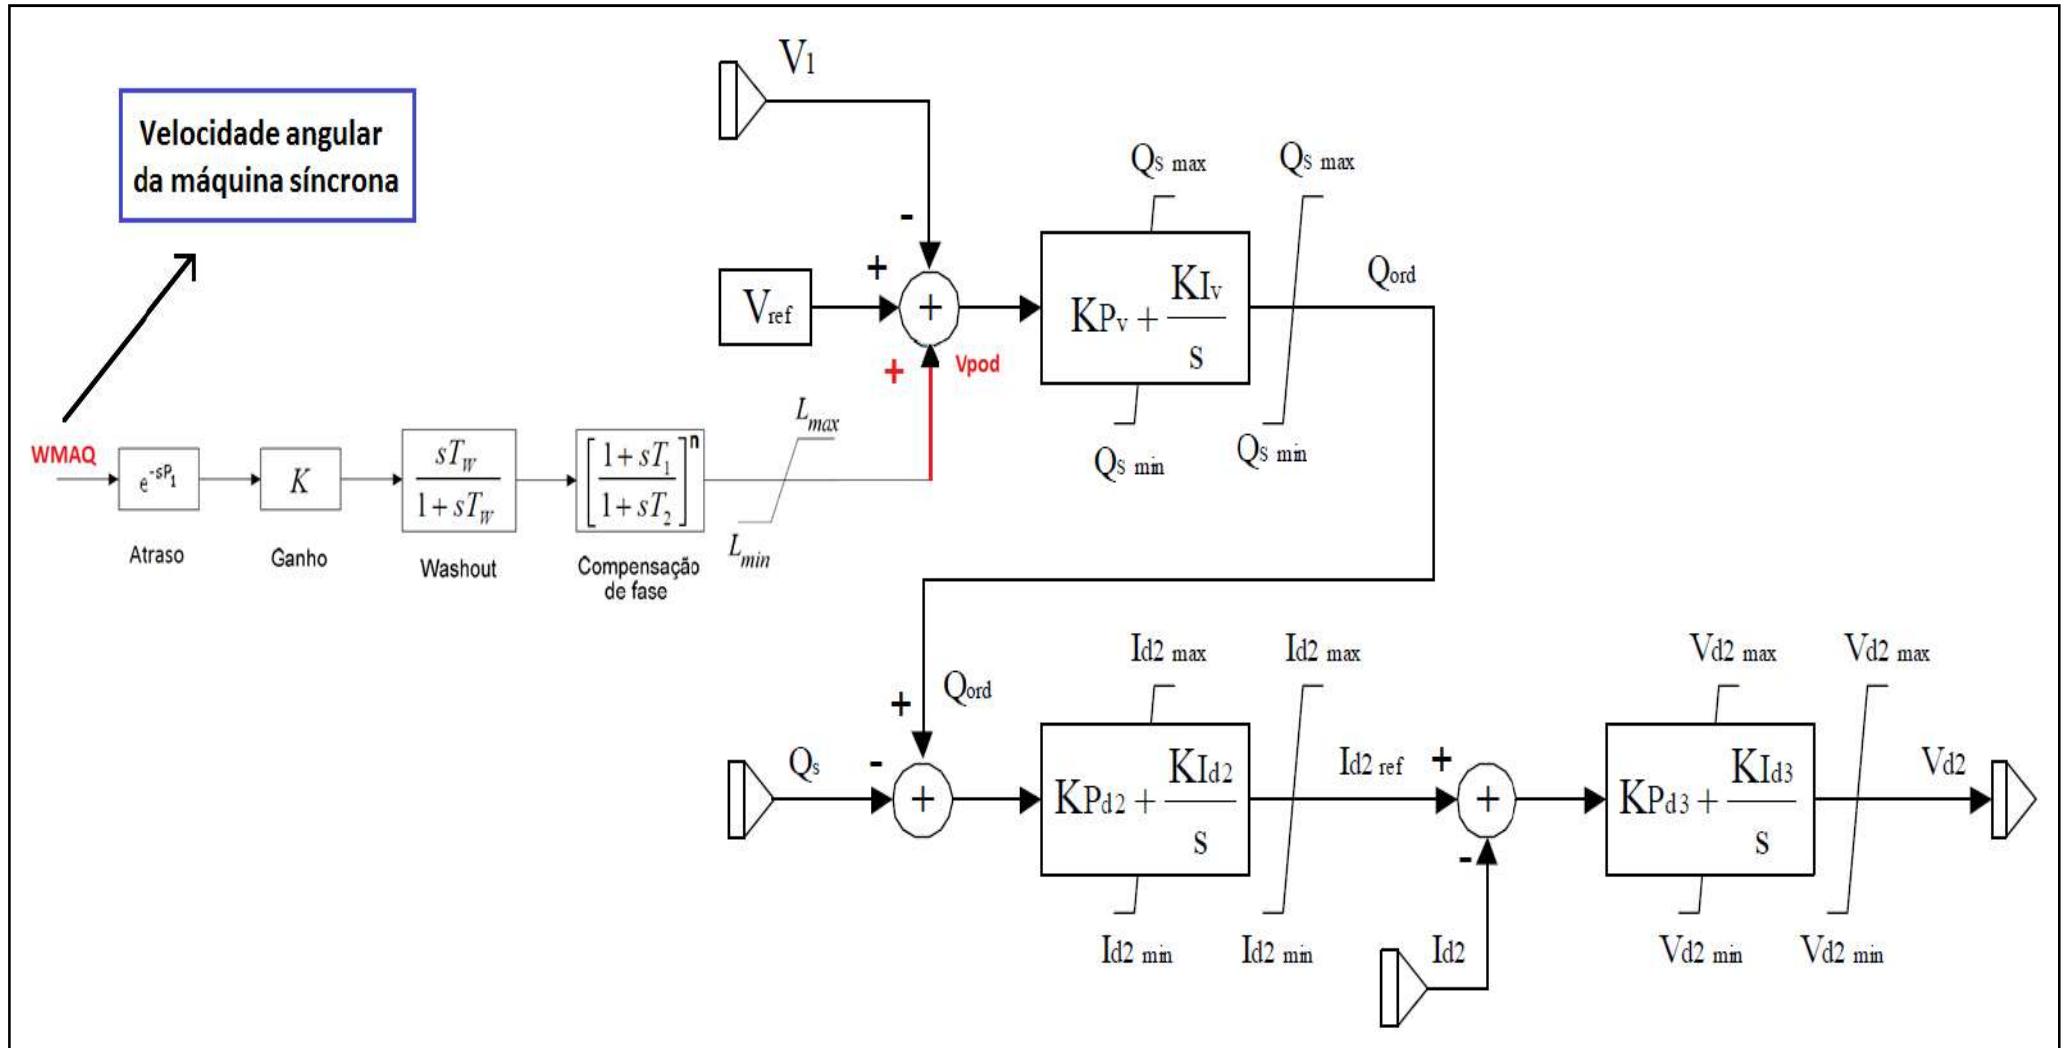 V1
Velocidade angular
da máquina síncrona
Qs max
Qs max
-
+
Vref
+
KPv + KIv / s
Qord
+
Vpod
Qs min
Qs min
Lmax
WMAQ
e^-sP1
K
sTW / 1 + sTW
[1 + sT1 / 1 + sT2]^n
Lmin
Atraso
Ganho
Washout
Compensação
de fase
Id2 max
Id2 max
Vd2 max
Vd2 max
+
Qord
Qs
-
+
KPd2 + KId2 / s
Id2 ref
+
+
KPd3 + KId3 / s
Vd2
-
Id2 min
Id2 min
Id2
Vd2 min
Vd2 min